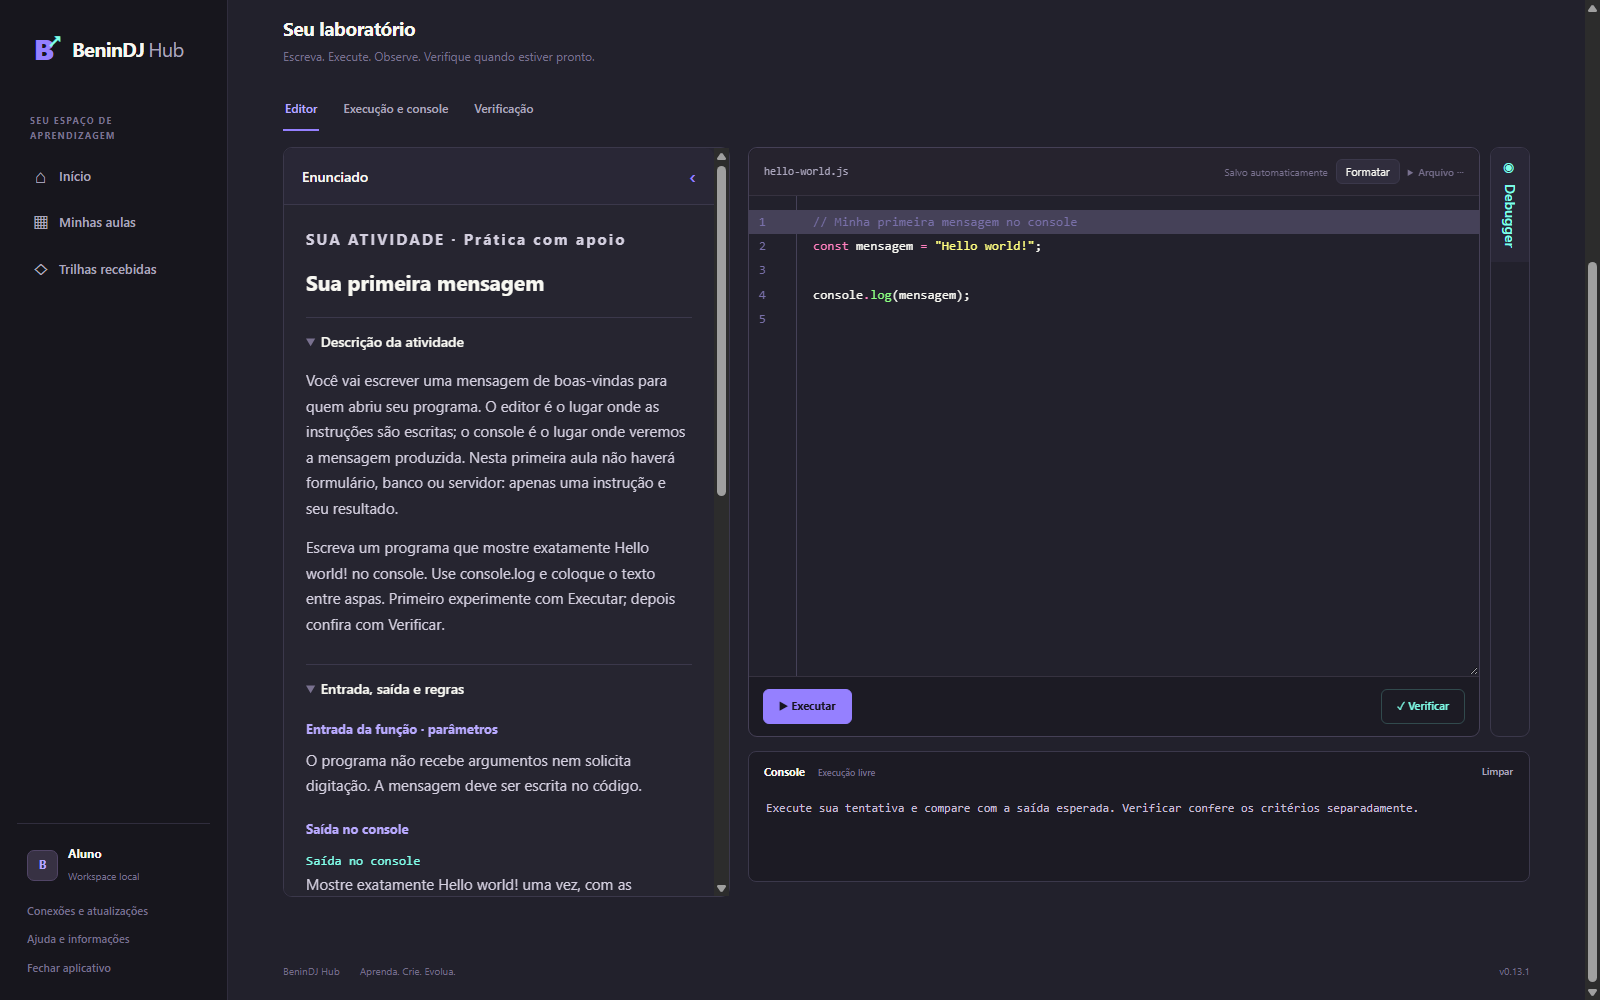 BeninDJ Hub
SEU ESPAÇO DE
APRENDIZAGEM
Início
Minhas aulas
Trilhas recebidas
B
Aluno
Workspace local
Conexões e atualizações
Ajuda e informações
Fechar aplicativo
Seu laboratório
Escreva. Execute. Observe. Verifique quando estiver pronto.
Editor Execução e console Verificação
Enunciado
SUA ATIVIDADE · Prática com apoio
Sua primeira mensagem
Descrição da atividade
Você vai escrever uma mensagem de boas-vindas para
quem abriu seu programa. O editor é o lugar onde as
instruções são escritas; o console é o lugar onde veremos
a mensagem produzida. Nesta primeira aula não haverá
formulário, banco ou servidor: apenas uma instrução e
seu resultado.
Escreva um programa que mostre exatamente Hello
world! no console. Use console.log e coloque o texto
entre aspas. Primeiro experimente com Executar; depois
confira com Verificar.
Entrada, saída e regras
Entrada da função · parâmetros
O programa não recebe argumentos nem solicita
digitação. A mensagem deve ser escrita no código.
Saída no console
Saída no console
Mostre exatamente Hello world! uma vez, com as
hello-world.js
Salvo automaticamente Formatar ▶ Arquivo —
1 // Minha primeira mensagem no console
2 const mensagem = "Hello world!";
3
4 console.log(mensagem);
5
▶ Executar
✓ Verificar
Debugger
Console Execução livre
Limpar
Execute sua tentativa e compare com a saída esperada. Verificar confere os critérios separadamente.
BeninDJ Hub Aprenda. Crie. Evolua.
v0.13.1